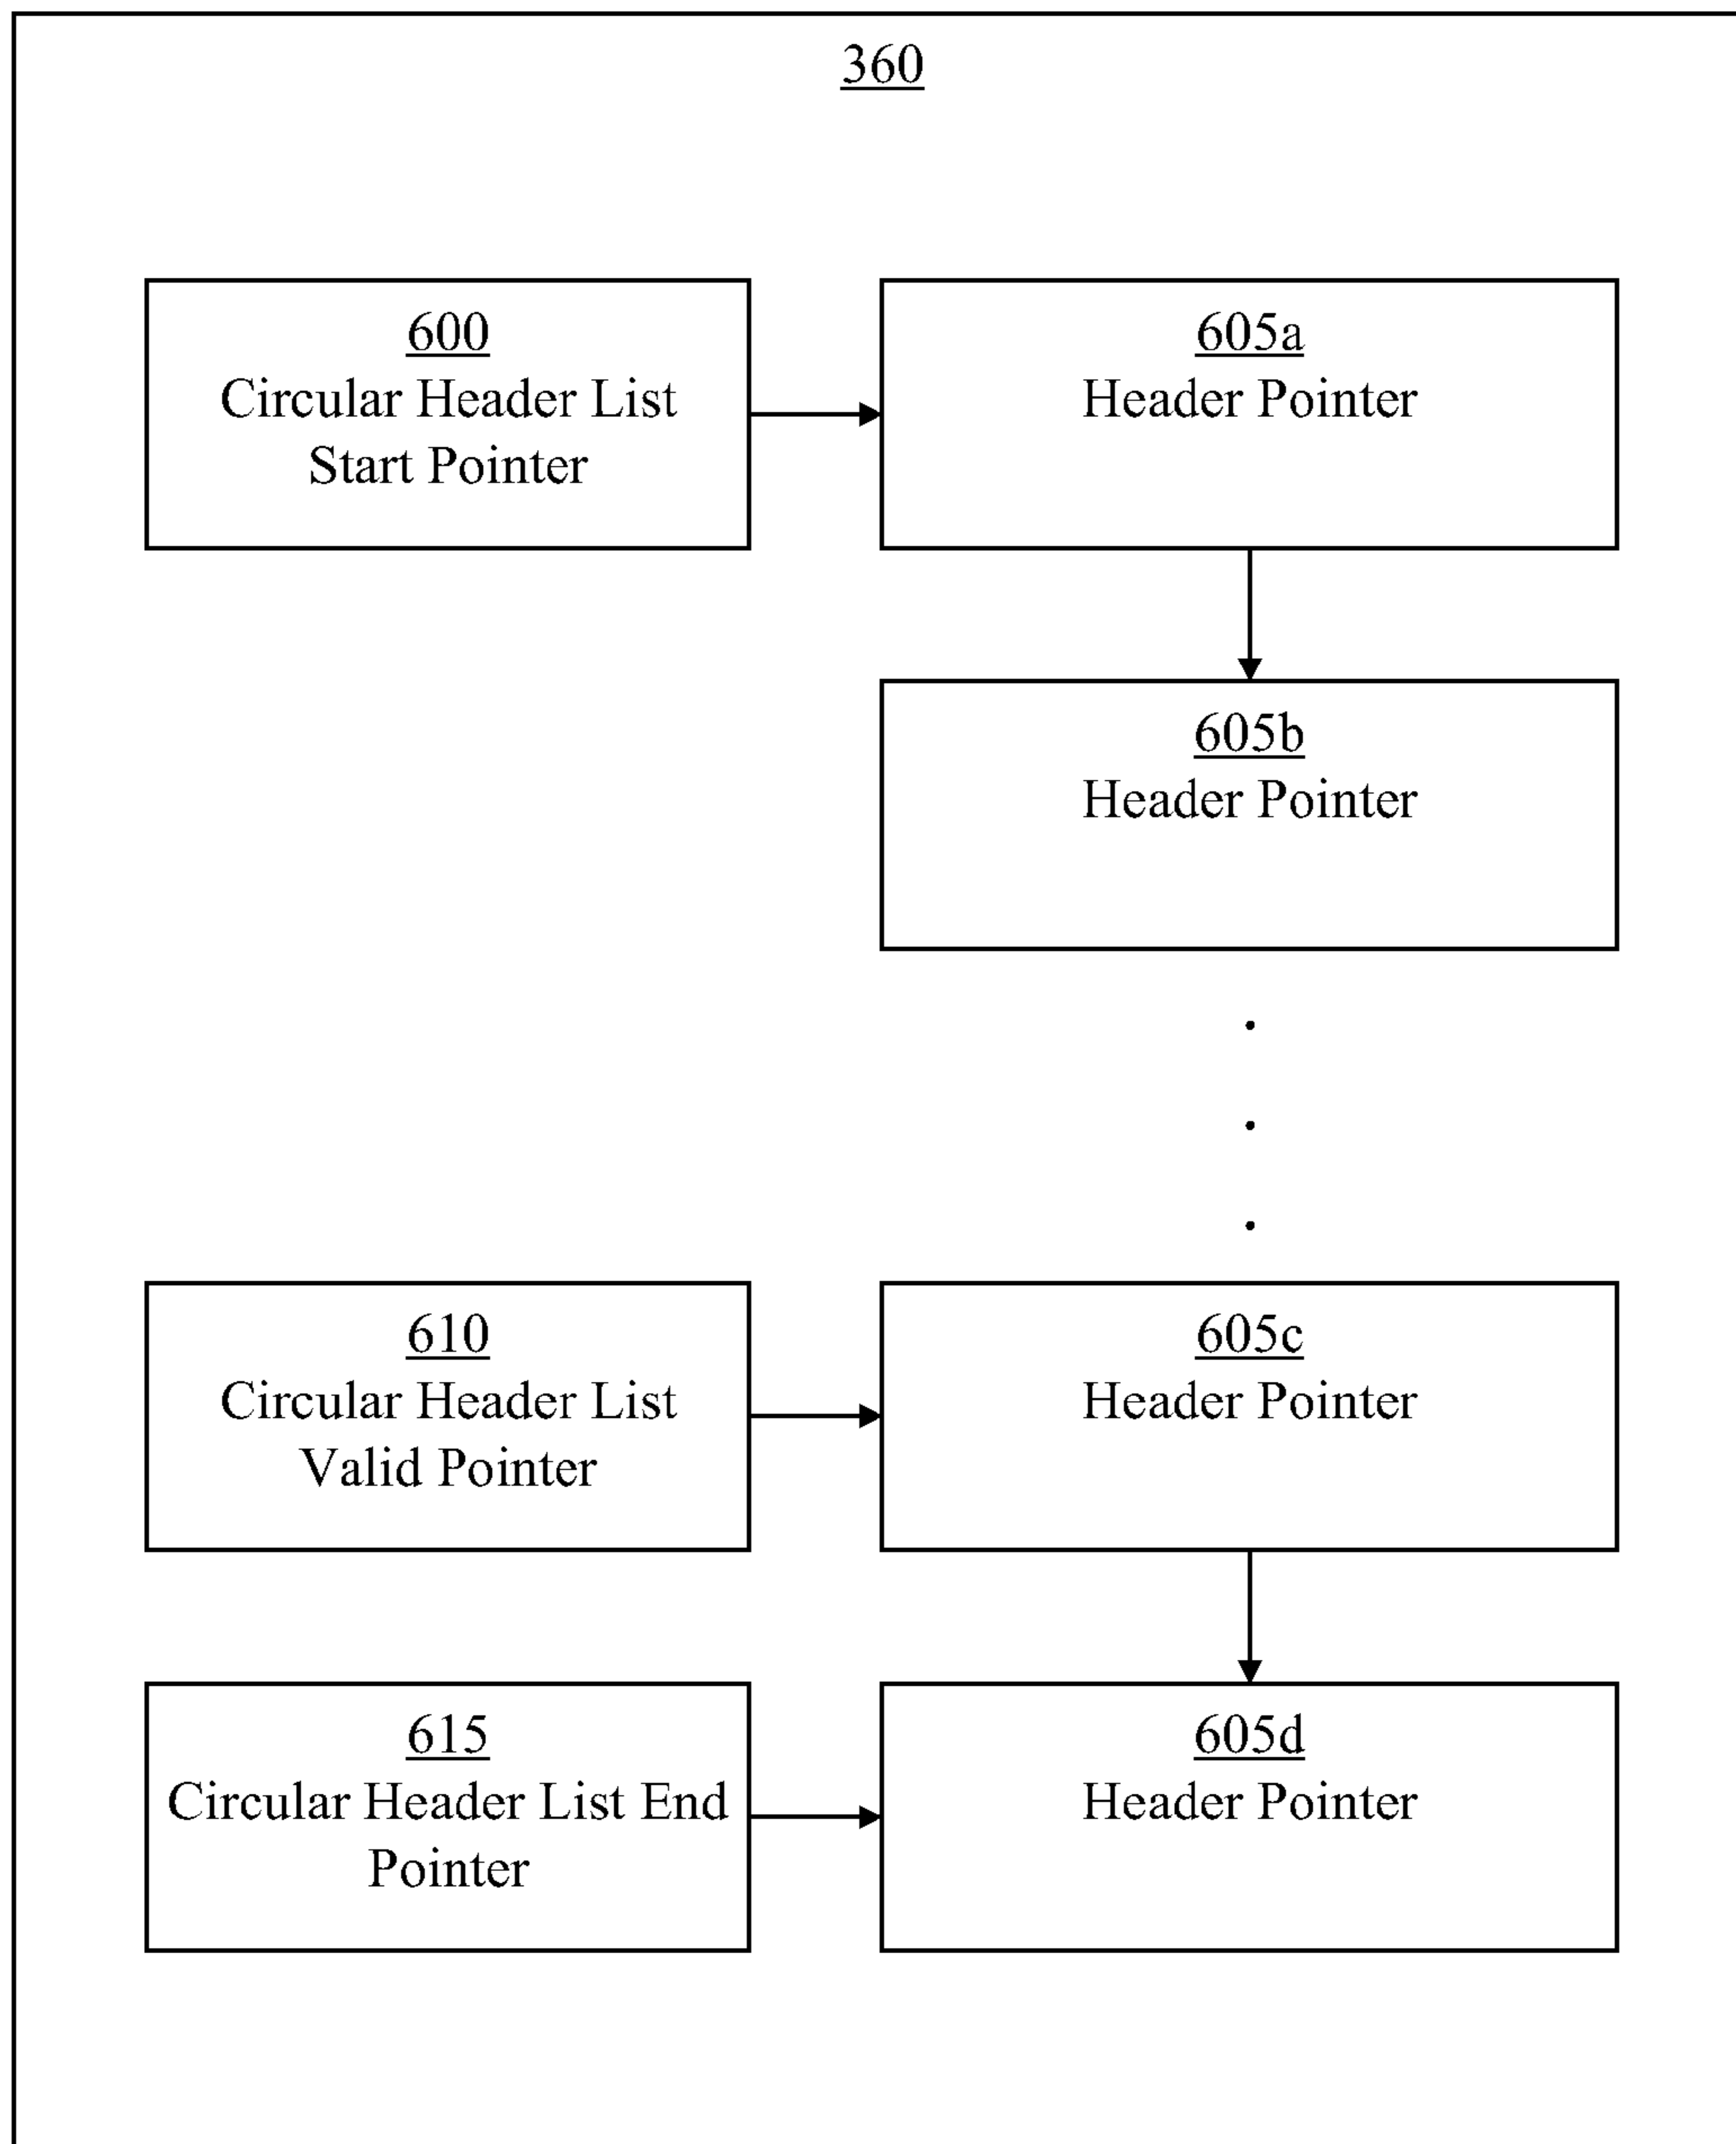 360
600
Circular Header List
Start Pointer
605a
Header Pointer
605b
Header Pointer
610
Circular Header List
Valid Pointer
605c
Header Pointer
615
Circular Header List End
Pointer
605d
Header Pointer